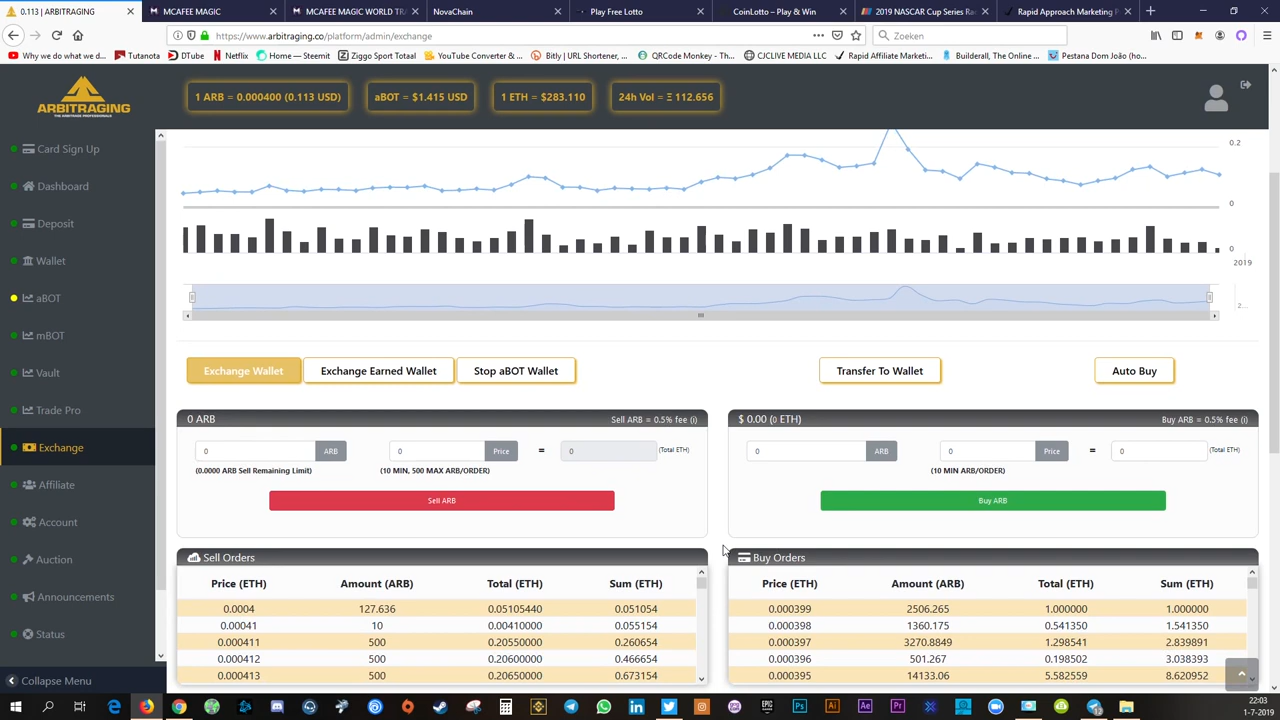 0.113 | ARBITRAGING
MCAFEE MAGIC
MCAFEE MAGIC WORLD TRA
NovaChain
Play Free Lotto
CoinLotto – Play & Win
2019 NASCAR Cup Series Rac
Rapid Approach Marketing P
https://www.arbitraging.co/platform/admin/exchange
Zoeken
Why we do what we d...
Tutanota
DTube
Netflix
Home — Steemit
Ziggo Sport Totaal
YouTube Converter & ...
Bitly | URL Shortener, ...
QRCode Monkey - Th...
CJCLIVE MEDIA LLC
Rapid Affiliate Marketi...
Builderall, The Online ...
Pestana Dom João (ho...
ARBITRAGING
THE ARBITRAGE PROFESSIONALS
1 ARB = 0.000400 (0.113 USD)
aBOT = $1.415 USD
1 ETH = $283.110
24h Vol = Ξ 112.656
Card Sign Up
Dashboard
Deposit
Wallet
aBOT
mBOT
Vault
Trade Pro
Exchange
Affiliate
Account
Auction
Announcements
Status
Collapse Menu
0.2
0
0
2019
2...
Exchange Wallet
Exchange Earned Wallet
Stop aBOT Wallet
Transfer To Wallet
Auto Buy
0 ARB
Sell ARB = 0.5% fee (i)
0 ARB
0 Price
=
0
(Total ETH)
(0.0000 ARB Sell Remaining Limit)
(10 MIN, 500 MAX ARB/ORDER)
Sell ARB
$ 0.00 (0 ETH)
Buy ARB = 0.5% fee (i)
0 ARB
0 Price
=
0
(Total ETH)
(10 MIN ARB/ORDER)
Buy ARB
Sell Orders
Price (ETH) Amount (ARB) Total (ETH) Sum (ETH)
0.0004 127.636 0.05105440 0.051054
0.00041 10 0.00410000 0.055154
0.000411 500 0.20550000 0.260654
0.000412 500 0.20600000 0.466654
0.000413 500 0.20650000 0.673154
Buy Orders
Price (ETH) Amount (ARB) Total (ETH) Sum (ETH)
0.000399 2506.265 1.000000 1.000000
0.000398 1360.175 0.541350 1.541350
0.000397 3270.8849 1.298541 2.839891
0.000396 501.267 0.198502 3.038393
0.000395 14133.06 5.582559 8.620952
22:03
1-7-2019